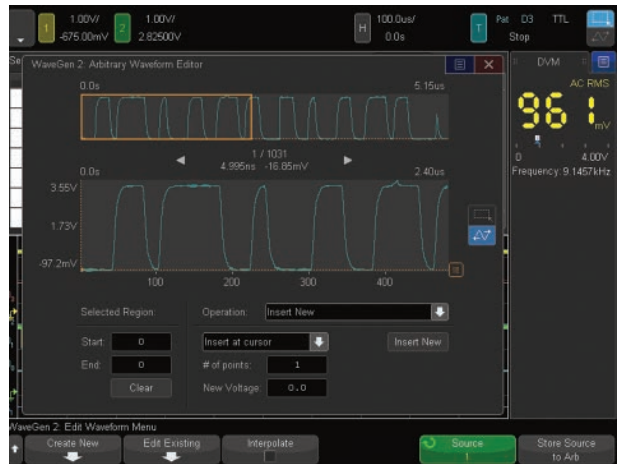 1 1.00V/ -675.00mV 2 1.00V/ 2.82500V H 100.0us/ 0.0s T Pat D3 TTL Stop
WaveGen 2: Arbitrary Waveform Editor
0.0s 5.15us
1 / 1031
4.995ns -16.85mV
0.0s 2.40us
3.55V
1.73V
-97.2mV
100 200 300 400
Selected Region: Operation: Insert New
Start: 0 Insert at cursor Insert New
End: 0 # of points: 1
Clear New Voltage: 0.0
DVM
AC RMS
961 mV
0 4.00V
Frequency: 9.1457kHz
WaveGen 2: Edit Waveform Menu
Create New Edit Existing Interpolate Source 1 Store Source to Arb